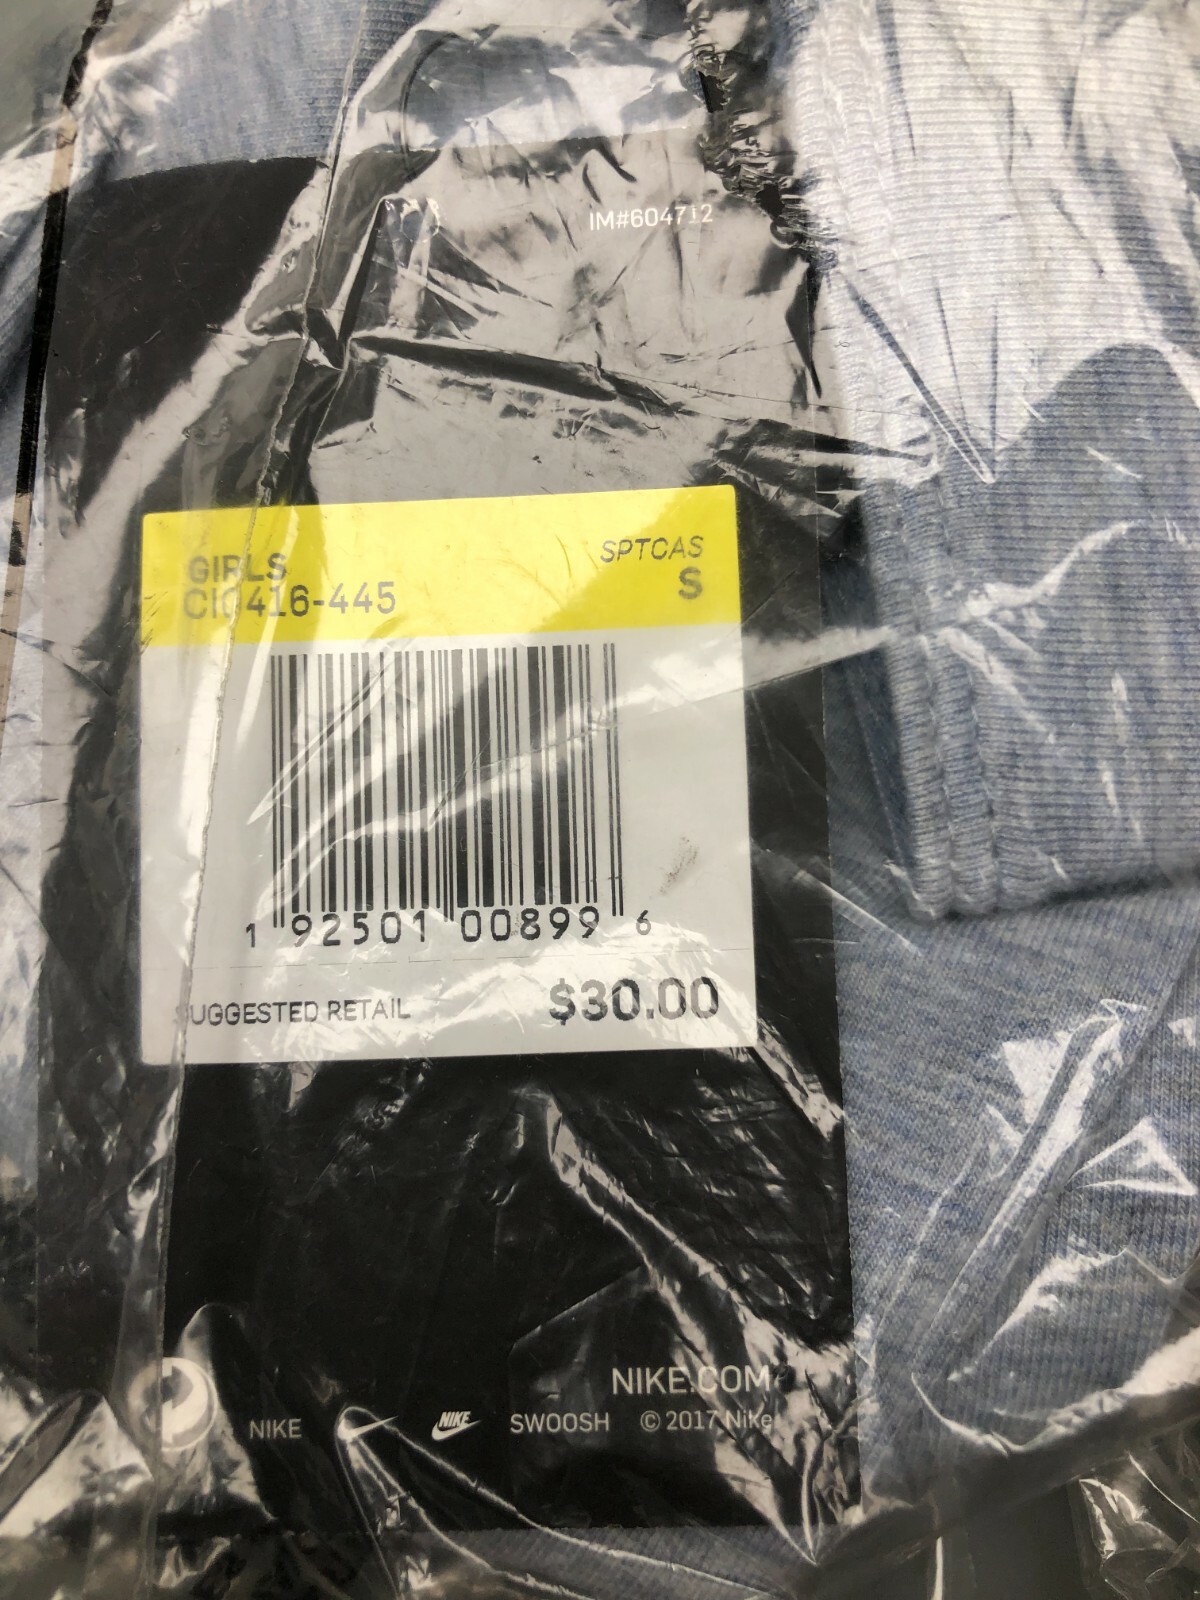 IM#604712
GIRLS SPTCAS
CI0416-445 S
1 92501 00899 6
SUGGESTED RETAIL $30.00
NIKE.COM
NIKE NIKE SWOOSH © 2017 Nike